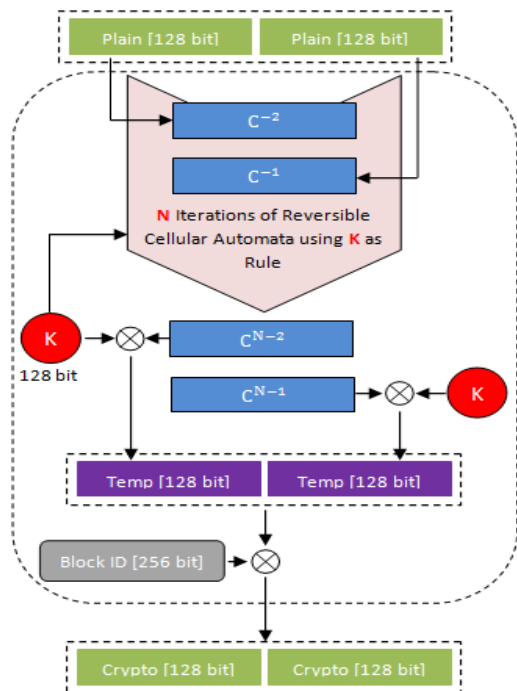 Plain [128 bit] Plain [128 bit]
C⁻²
C⁻¹
N Iterations of Reversible
Cellular Automata using K as
Rule
K
128 bit
Cᴺ⁻²
Cᴺ⁻¹
K
Temp [128 bit] Temp [128 bit]
Block ID [256 bit]
Crypto [128 bit] Crypto [128 bit]